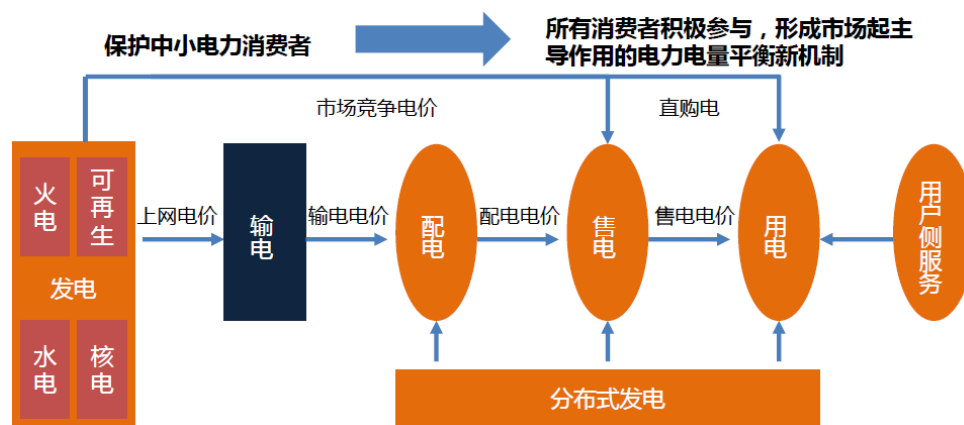 保护中小电力消费者
所有消费者积极参与，形成市场起主
导作用的电力电量平衡新机制
市场竞争电价
直购电
火电
可再生
发电
水电
核电
上网电价
输电
输电电价
配电
配电电价
售电
售电电价
用电
用户侧服务
分布式发电